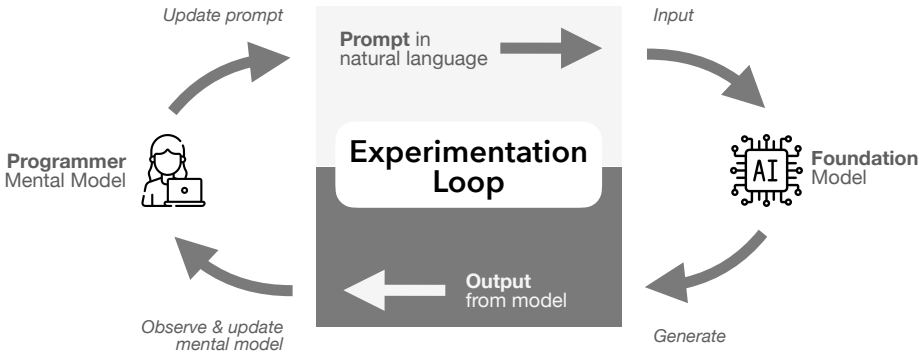 Update prompt
Input
Prompt in
natural language
Programmer
Mental Model
Experimentation
Loop
AI
Foundation
Model
Output
from model
Observe & update
mental model
Generate